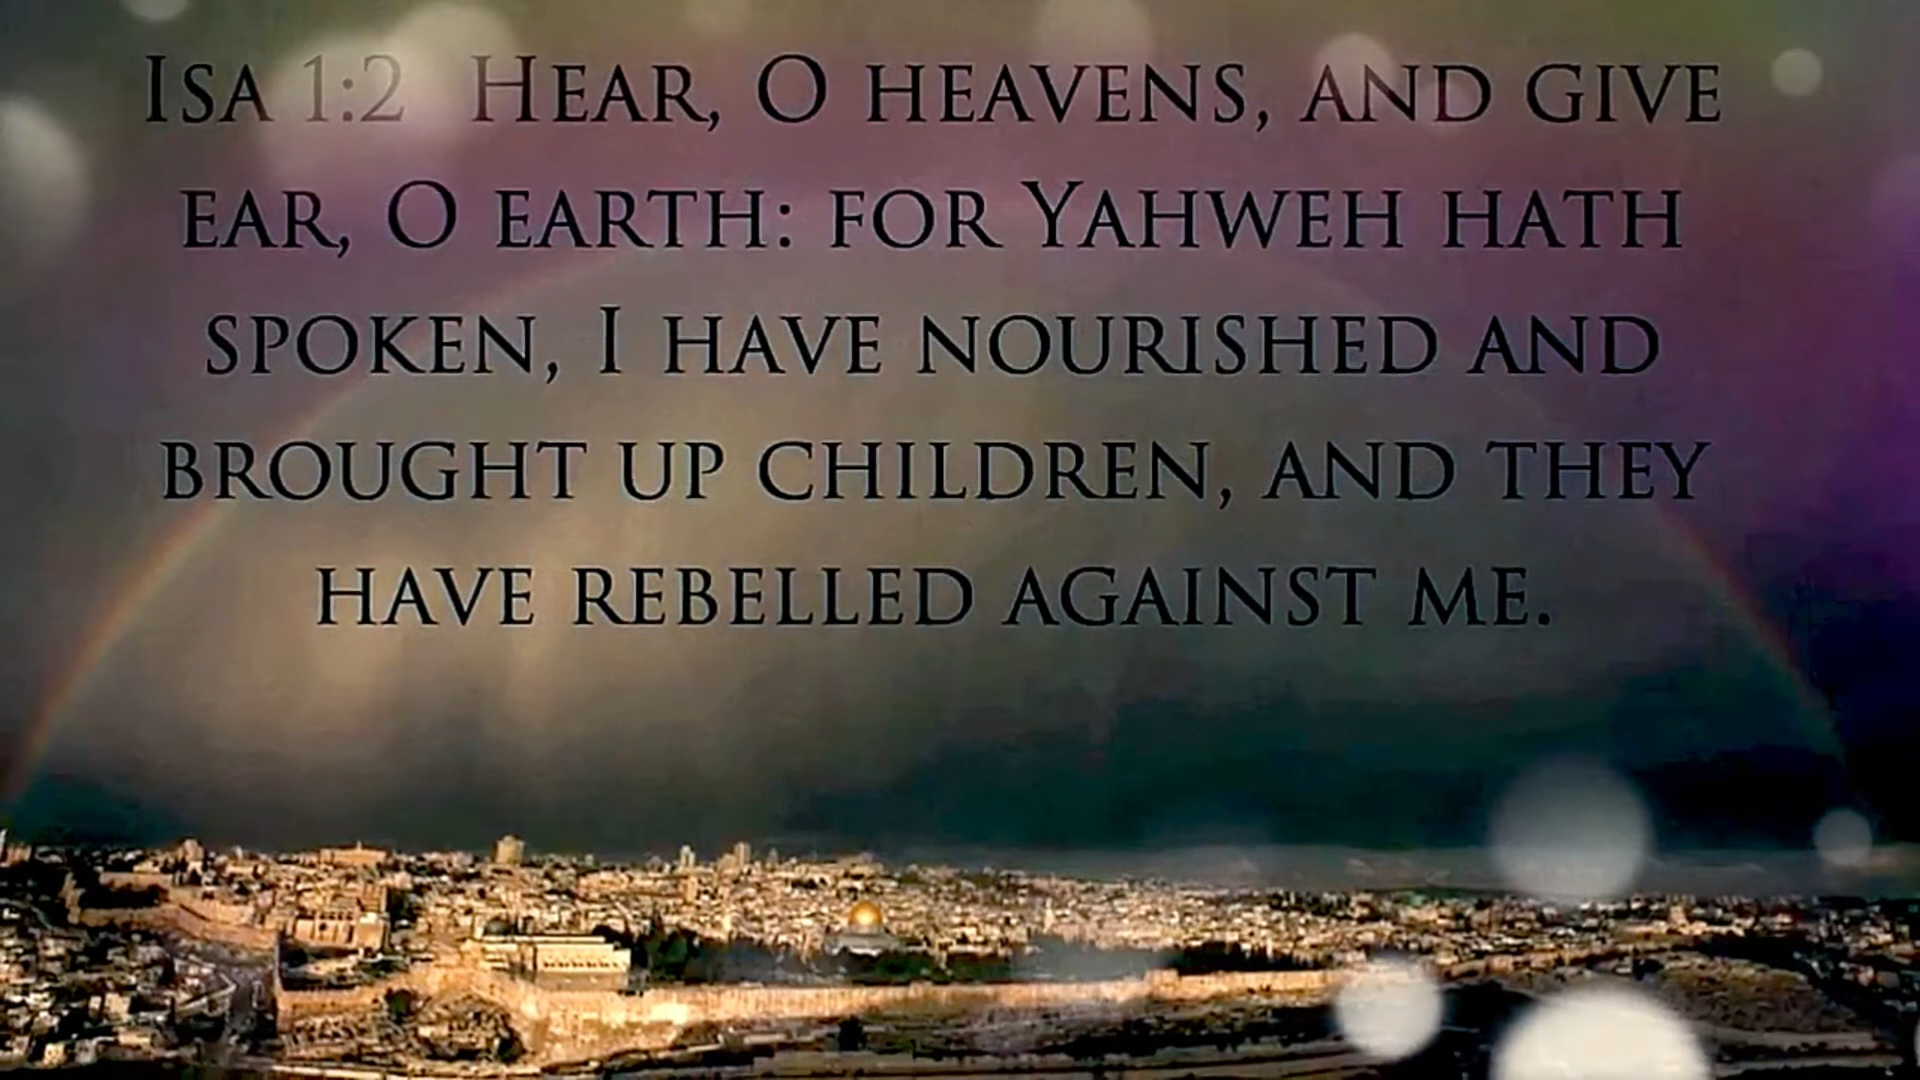 Isa 1:2 Hear, O heavens, and give
ear, O earth: for Yahweh hath
spoken, I have nourished and
brought up children, and they
have rebelled against me.